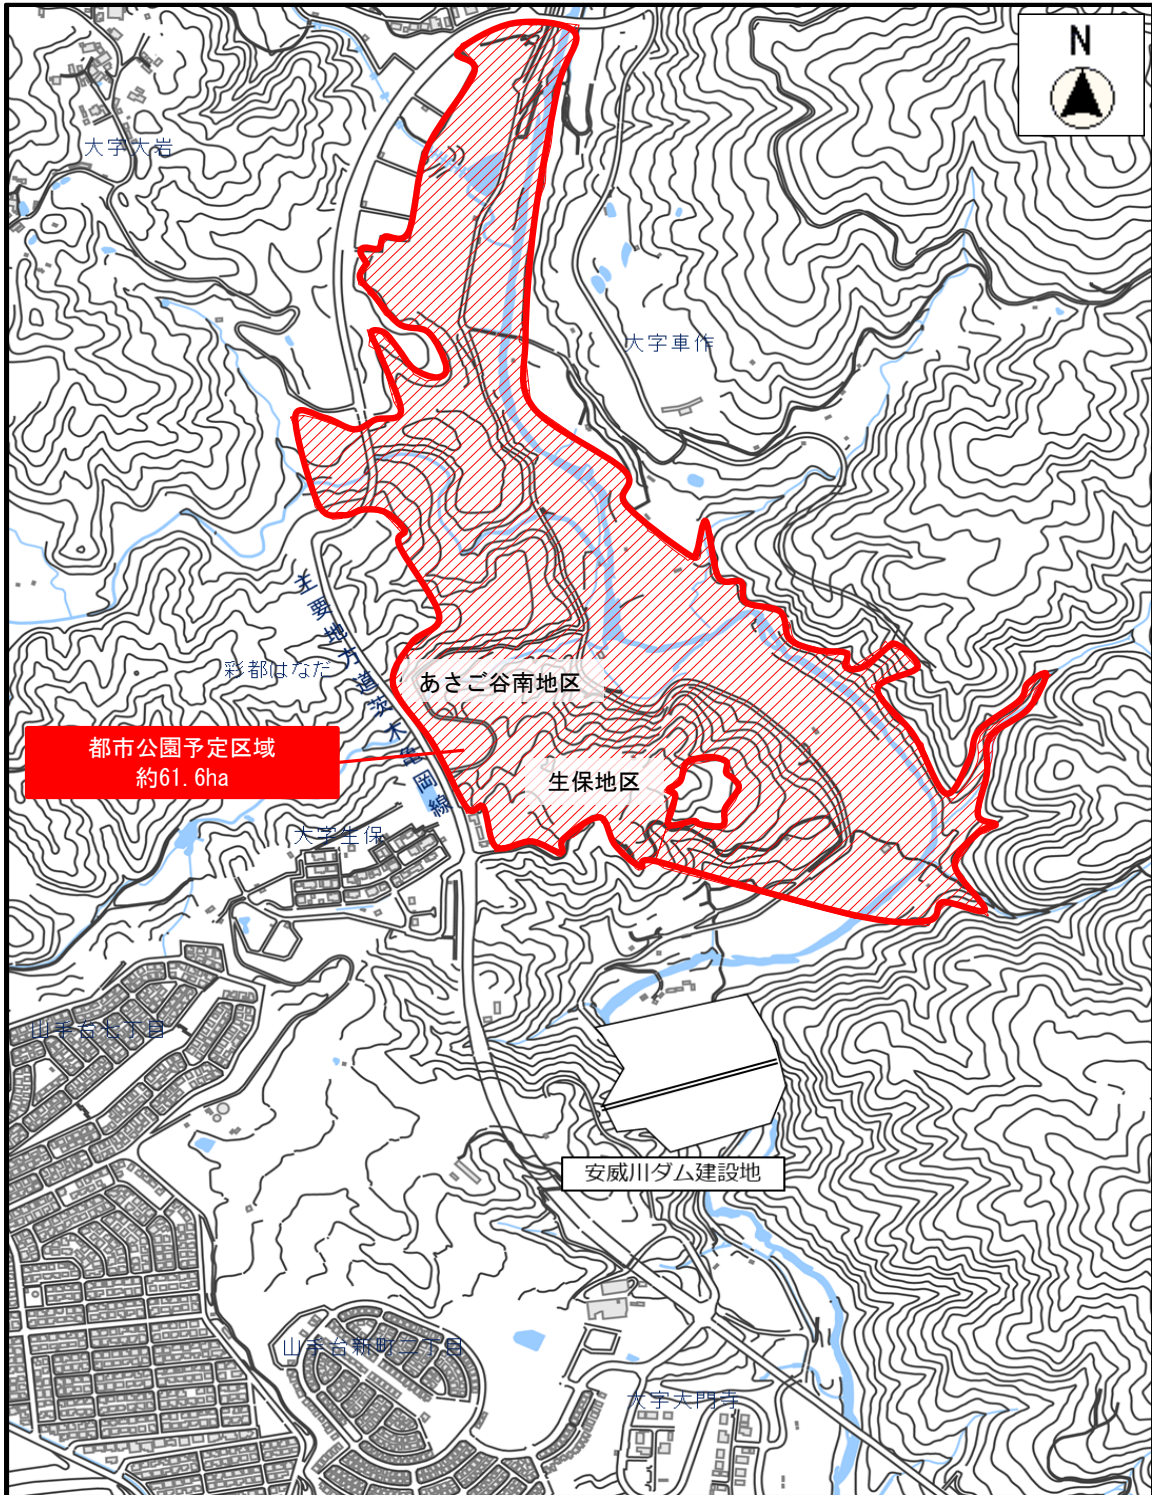 N
大字大岩
大字車作
主要地方道茨木亀岡線
彩都はなだ
あさご谷南地区
都市公園予定区域
約61.6ha
生保地区
大字生保
山手台七丁目
安威川ダム建設地
山手台新町二丁目
大字大門寺